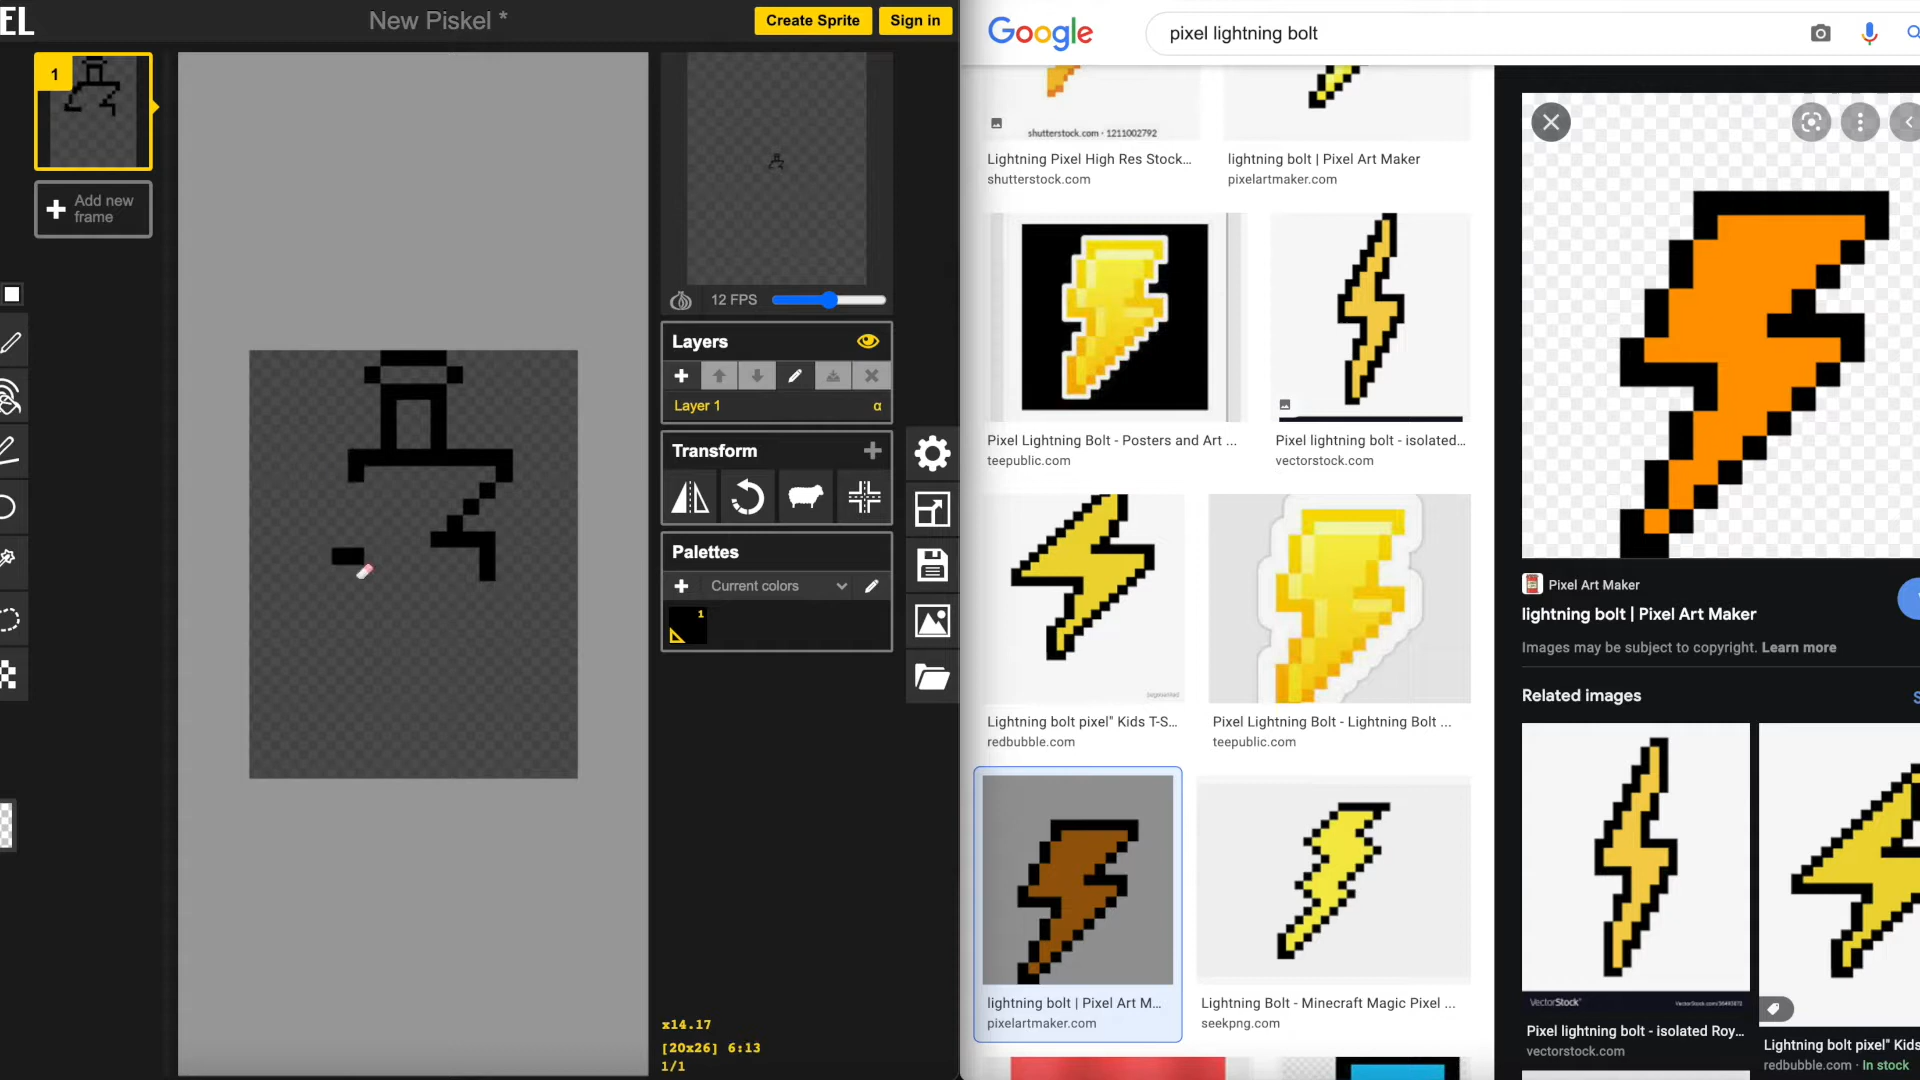 EL
New Piskel *
Create Sprite
Sign in
1
Add new
frame
12 FPS
Layers
Layer 1
α
Transform
Palettes
Current colors
1
x14.17
[20x26] 6:13
1/1
Google
pixel lightning bolt
shutterstock.com · 1211002792
Lightning Pixel High Res Stock...
shutterstock.com
lightning bolt | Pixel Art Maker
pixelartmaker.com
Pixel Lightning Bolt - Posters and Art ...
teepublic.com
Pixel lightning bolt - isolated...
vectorstock.com
Lightning bolt pixel" Kids T-S...
redbubble.com
Pixel Lightning Bolt - Lightning Bolt ...
teepublic.com
lightning bolt | Pixel Art M...
pixelartmaker.com
Lightning Bolt - Minecraft Magic Pixel ...
seekpng.com
Pixel Art Maker
lightning bolt | Pixel Art Maker
Images may be subject to copyright. Learn more
Related images
S
VectorStock
Pixel lightning bolt - isolated Roy...
vectorstock.com
Lightning bolt pixel" Kids
redbubble.com · In stock